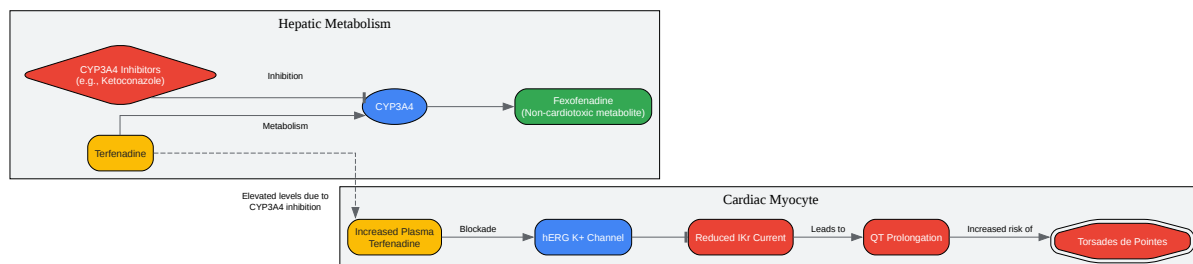 Hepatic Metabolism
CYP3A4 Inhibitors
(e.g., Ketoconazole)
Inhibition
CYP3A4
Fexofenadine
(Non-cardiotoxic metabolite)
Metabolism
Terfenadine
Elevated levels due to
CYP3A4 inhibition
Cardiac Myocyte
Increased Plasma
Terfenadine
Blockade
hERG K+ Channel
Reduced IKr Current
Leads to
QT Prolongation
Increased risk of
Torsades de Pointes